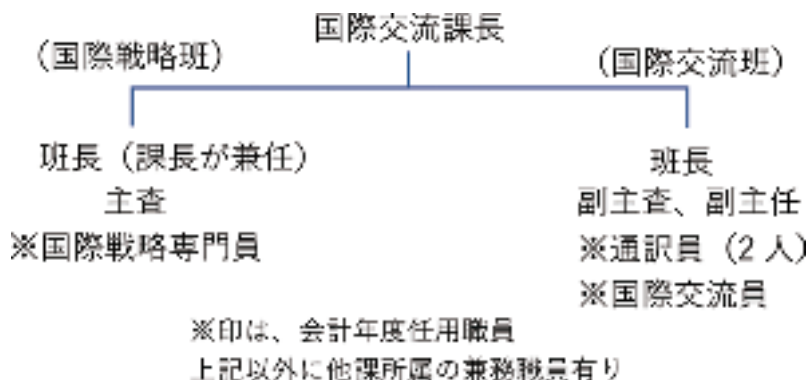 国際交流課長
（国際戦略班）
（国際交流班）
班長（課長が兼任）
主査
※国際戦略専門員
班長
副主査、副主任
※通訳員（2人）
※国際交流員
※印は、会計年度任用職員
上記以外に他課所属の兼務職員有り